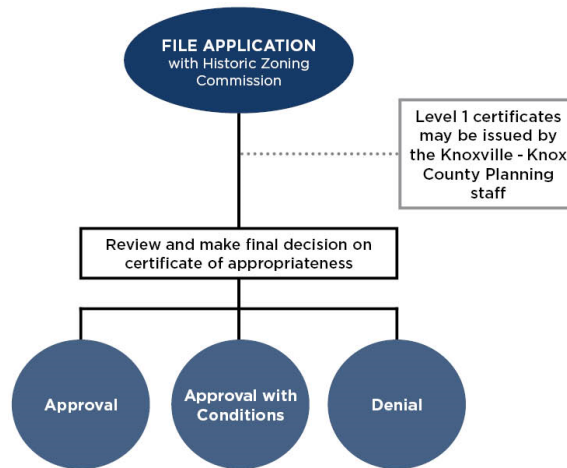 FILE APPLICATION
with Historic Zoning
Commission
Level 1 certificates
may be issued by
the Knoxville - Knox
County Planning
staff
Review and make final decision on
certificate of appropriateness
Approval
Approval with
Conditions
Denial